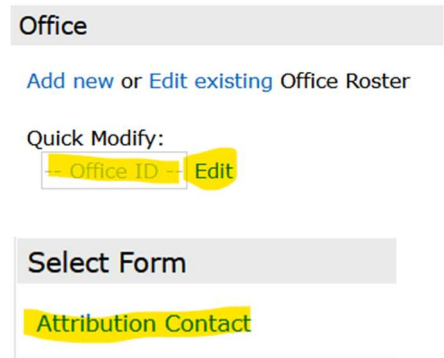 Office
Add new or Edit existing Office Roster
Quick Modify:
-- Office ID -- Edit
Select Form
Attribution Contact